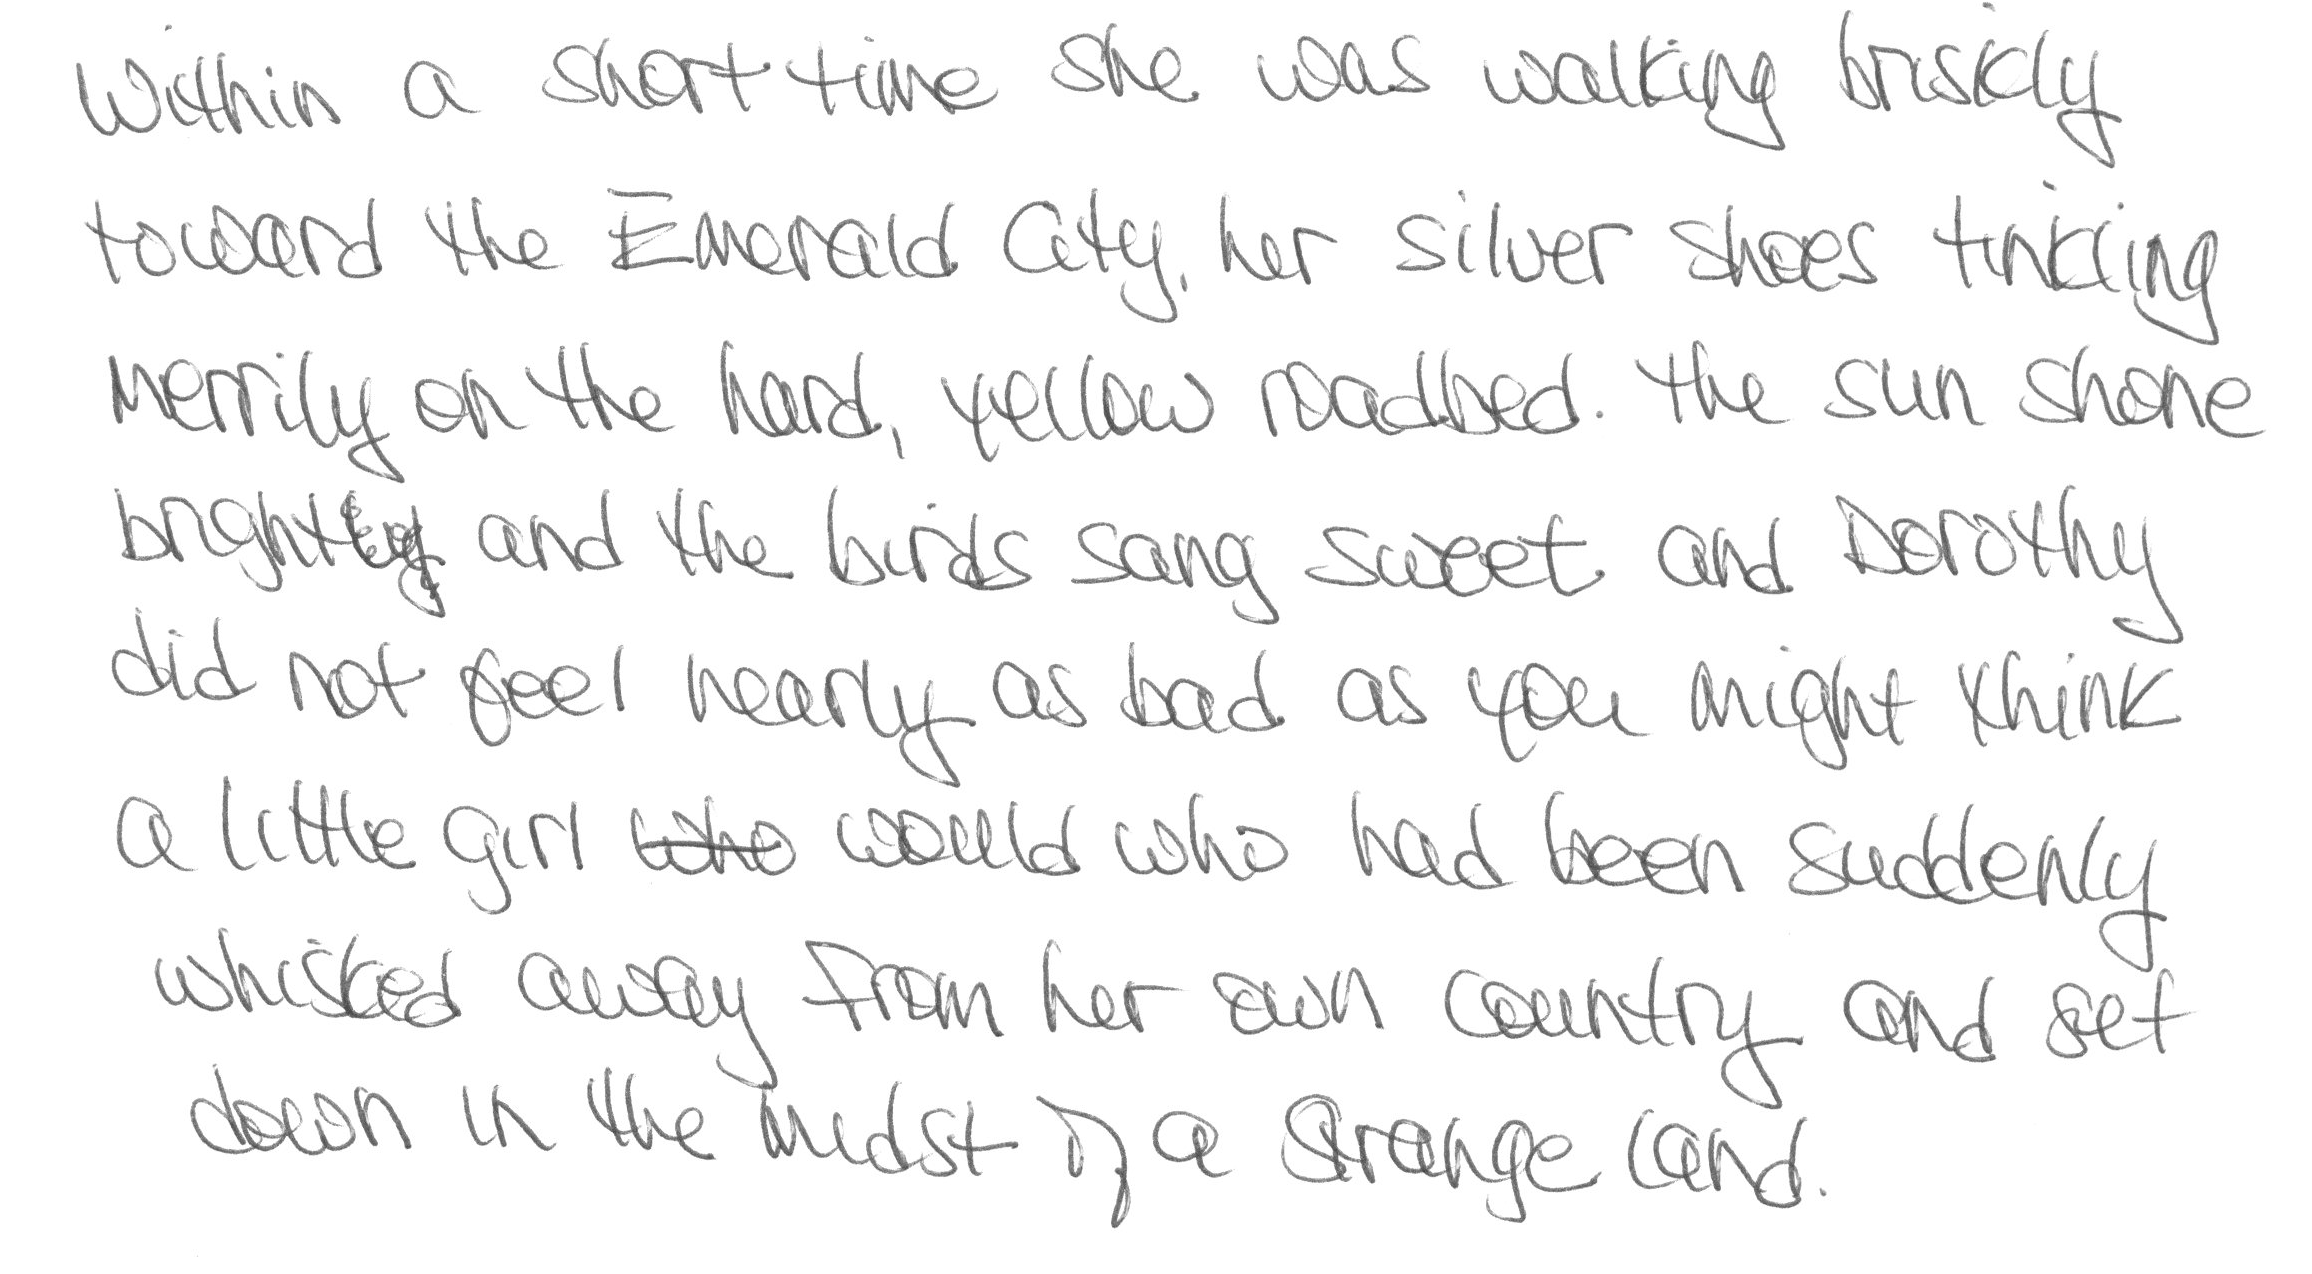 Within a short time she was walking briskly
toward the Emerald City, her silver shoes tinkling
merrily on the hard, yellow roadbed. The sun shone
brightly and the birds sang sweet and Dorothy
did not feel nearly as bad as you might think
a little girl ~~who~~ would who had been suddenly
whisked away from her own country and set
down in the midst of a strange land.